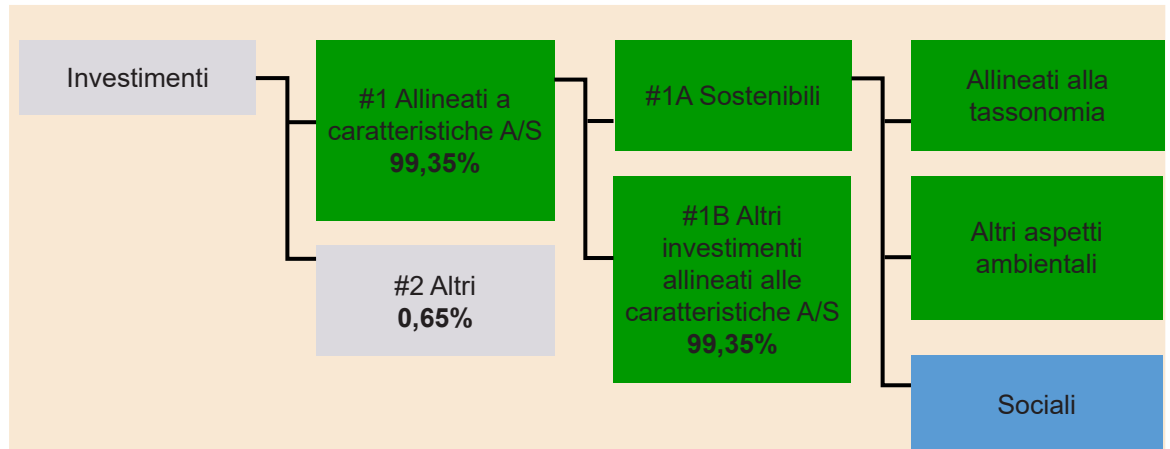 Investimenti
#1 Allineati a
caratteristiche A/S
99,35%
#2 Altri
0,65%
#1A Sostenibili
#1B Altri
investimenti
allineati alle
caratteristiche A/S
99,35%
Allineati alla
tassonomia
Altri aspetti
ambientali
Sociali